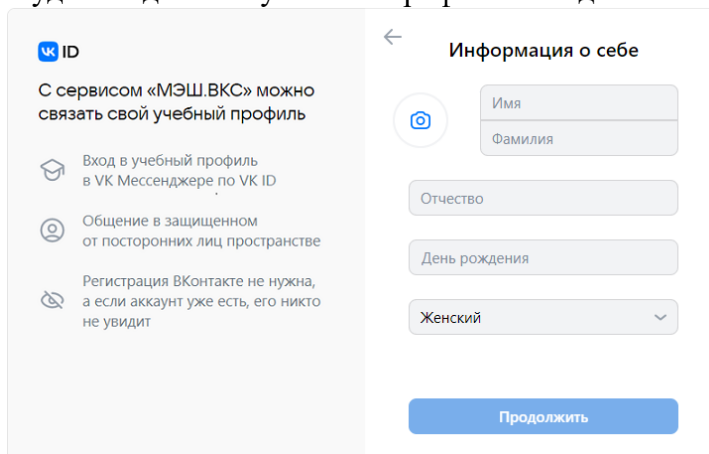 VK ID
С сервисом «МЭШ.ВКС» можно
связать свой учебный профиль
Вход в учебный профиль
в VK Мессенджере по VK ID
Общение в защищенном
от посторонних лиц пространстве
Регистрация ВКонтакте не нужна,
а если аккаунт уже есть, его никто
не увидит
Информация о себе
Имя
Фамилия
Отчество
День рождения
Женский
Продолжить